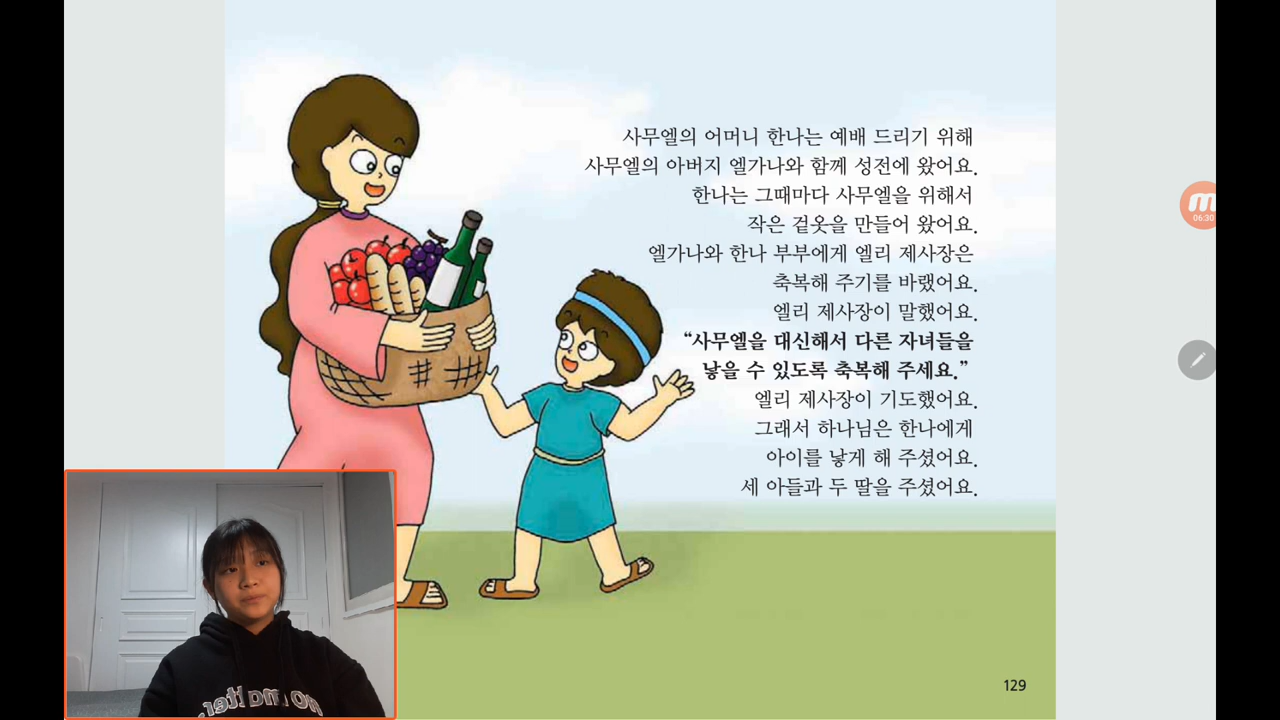 사무엘의 어머니 한나는 예배 드리기 위해
사무엘의 아버지 엘가나와 함께 성전에 왔어요.
한나는 그때마다 사무엘을 위해서
작은 겉옷을 만들어 왔어요.
엘가나와 한나 부부에게 엘리 제사장은
축복해 주기를 바랬어요.
엘리 제사장이 말했어요.
“사무엘을 대신해서 다른 자녀들을
낳을 수 있도록 축복해 주세요.”
엘리 제사장이 기도했어요.
그래서 하나님은 한나에게
아이를 낳게 해 주셨어요.
세 아들과 두 딸을 주셨어요.
129
06:30
no matter,